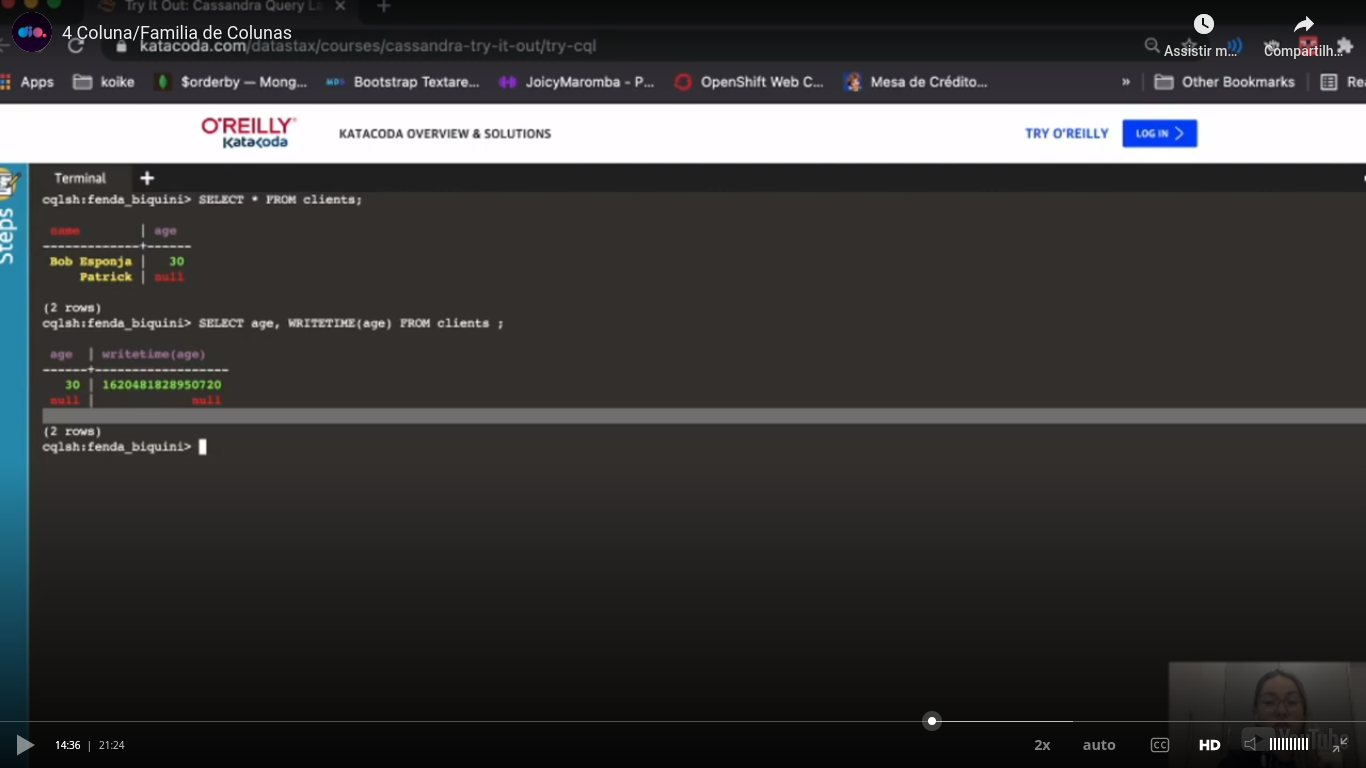 Try It Out: Cassandra Query La
4 Coluna/Familia de Colunas
katacoda.com/datastax/courses/cassandra-try-it-out/try-cql
Assistir m...
Compartilh...
Apps
koike
$orderby — Mong...
Bootstrap Textare...
JoicyMaromba - P...
OpenShift Web C...
Mesa de Crédito...
»
Other Bookmarks
Rea
O'REILLY
Katacoda
KATACODA OVERVIEW & SOLUTIONS
TRY O'REILLY
LOG IN
Steps
Terminal
cqlsh:fenda_biquini> SELECT * FROM clients;
name | age
-------------+------
Bob Esponja | 30
Patrick | null
(2 rows)
cqlsh:fenda_biquini> SELECT age, WRITETIME(age) FROM clients ;
age | writetime(age)
------+------------------
30 | 1620481828950720
null | null
(2 rows)
cqlsh:fenda_biquini>
14:36 | 21:24
2x
auto
CC
HD
YouTube